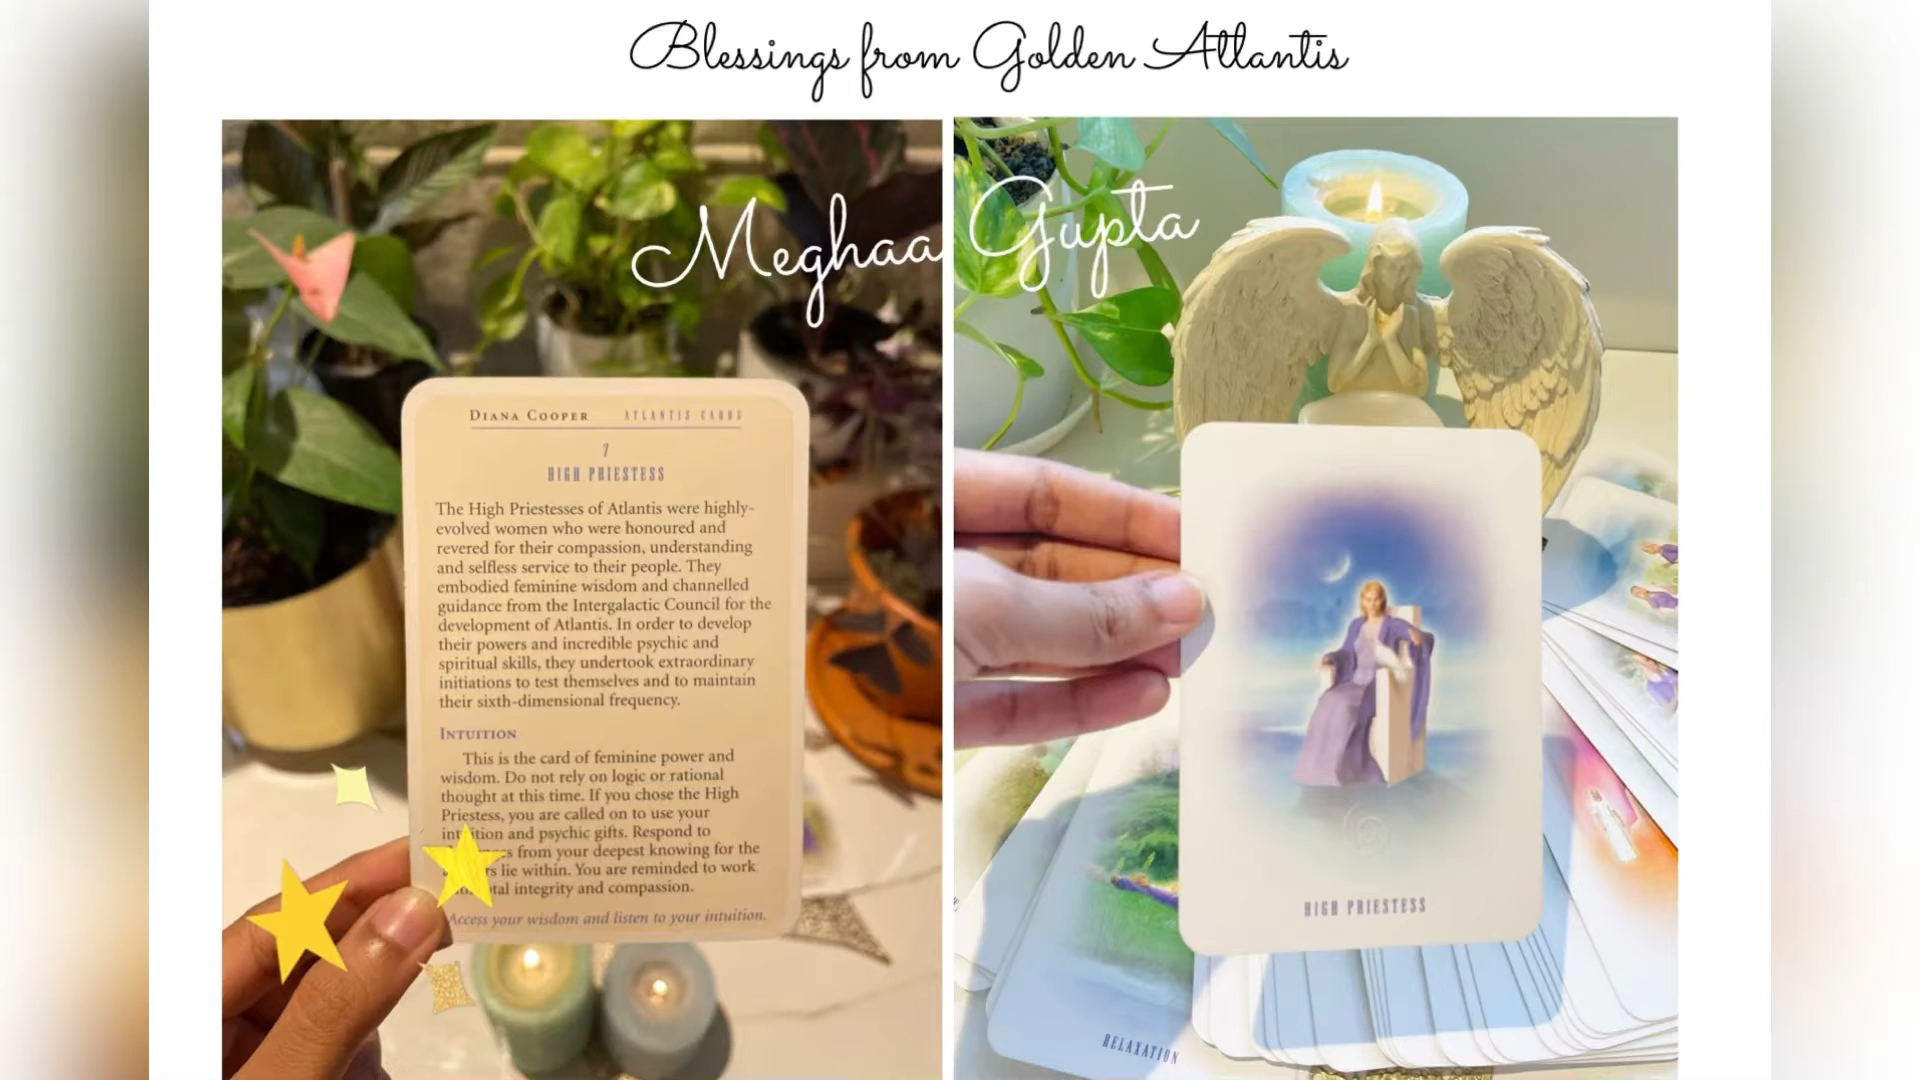 Blessings from Golden Atlantis
Meghaa Gupta
DIANA COOPER ATLANTIS CARDS
7
HIGH PRIESTESS
The High Priestesses of Atlantis were highly-
evolved women who were honoured and
revered for their compassion, understanding
and selfless service to their people. They
embodied feminine wisdom and channelled
guidance from the Intergalactic Council for the
development of Atlantis. In order to develop
their powers and incredible psychic and
spiritual skills, they undertook extraordinary
initiations to test themselves and to maintain
their sixth-dimensional frequency.
INTUITION
This is the card of feminine power and
wisdom. Do not rely on logic or rational
thought at this time. If you chose the High
Priestess, you are called on to use your
intuition and psychic gifts. Respond to
from your deepest knowing for the
lie within. You are reminded to work
integrity and compassion.
Access your wisdom and listen to your intuition.
HIGH PRIESTESS
RELAXATION